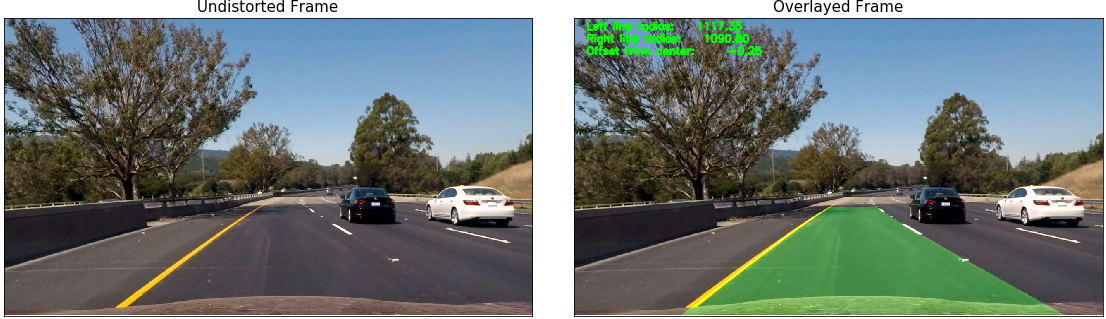 Undistorted Frame
Overlayed Frame
Left line radius: 1117.35
Right line radius: 1090.80
Offset from center: -0.25